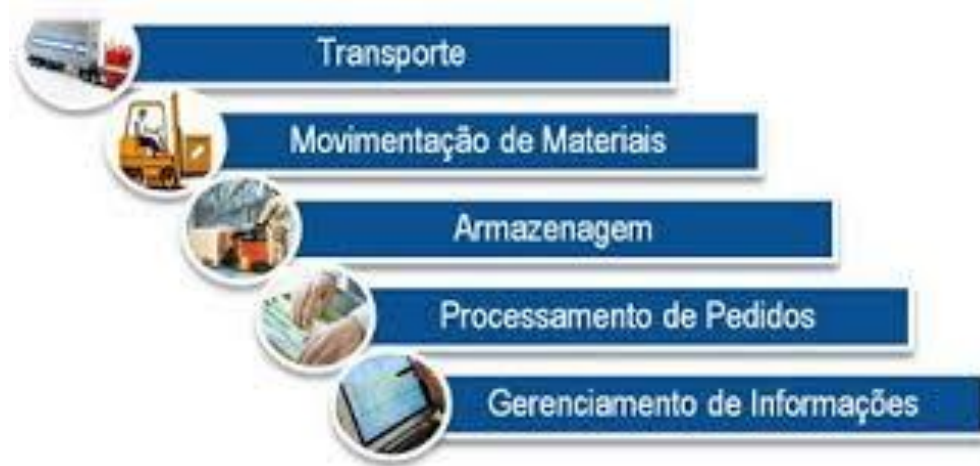 Transporte
Movimentação de Materiais
Armazenagem
Processamento de Pedidos
Gerenciamento de Informações